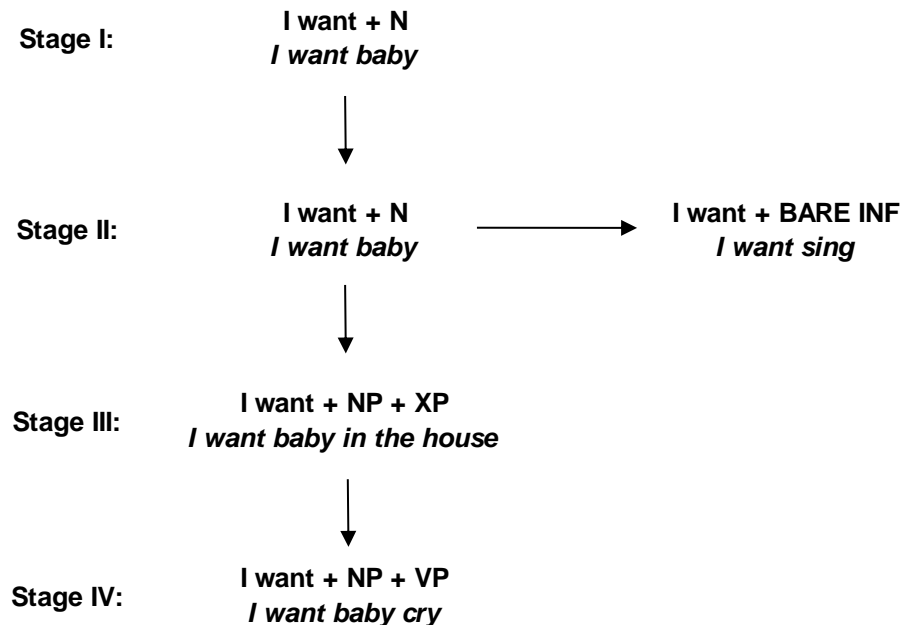 Stage I:
I want + N
I want baby
Stage II:
I want + N
I want baby
I want + BARE INF
I want sing
Stage III:
I want + NP + XP
I want baby in the house
Stage IV:
I want + NP + VP
I want baby cry